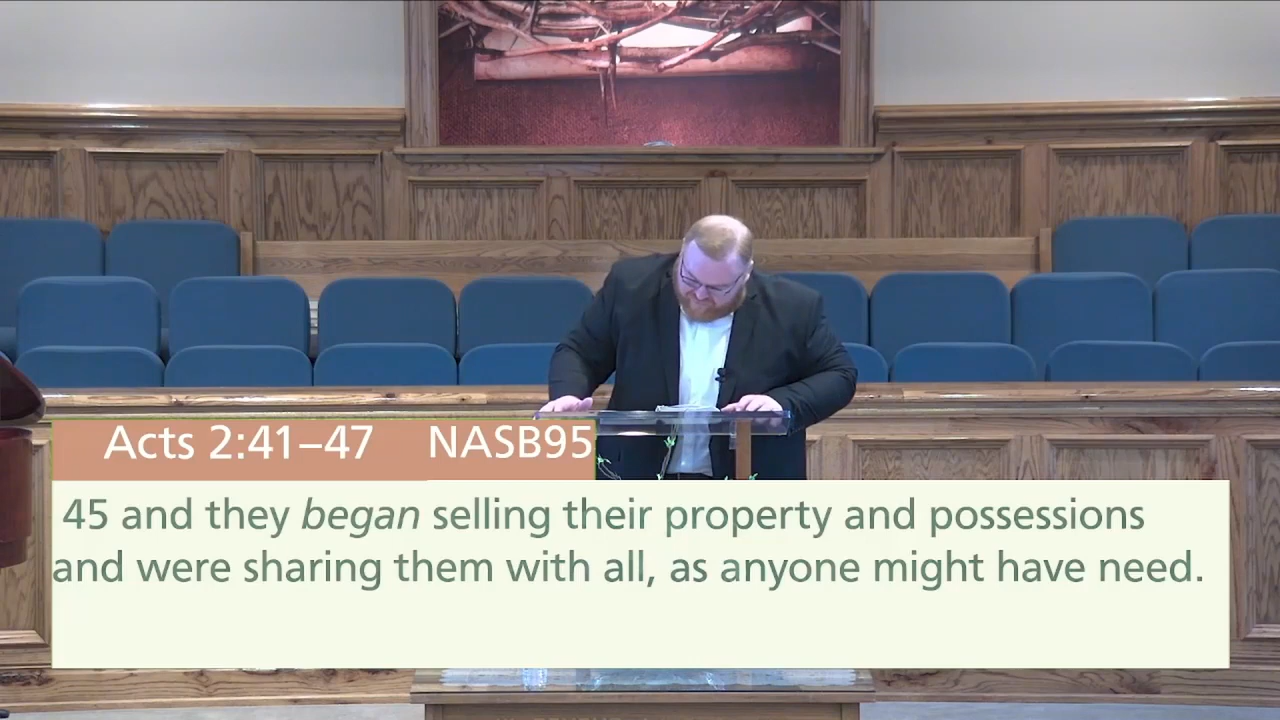 Acts 2:41–47 NASB95
45 and they began selling their property and possessions
and were sharing them with all, as anyone might have need.